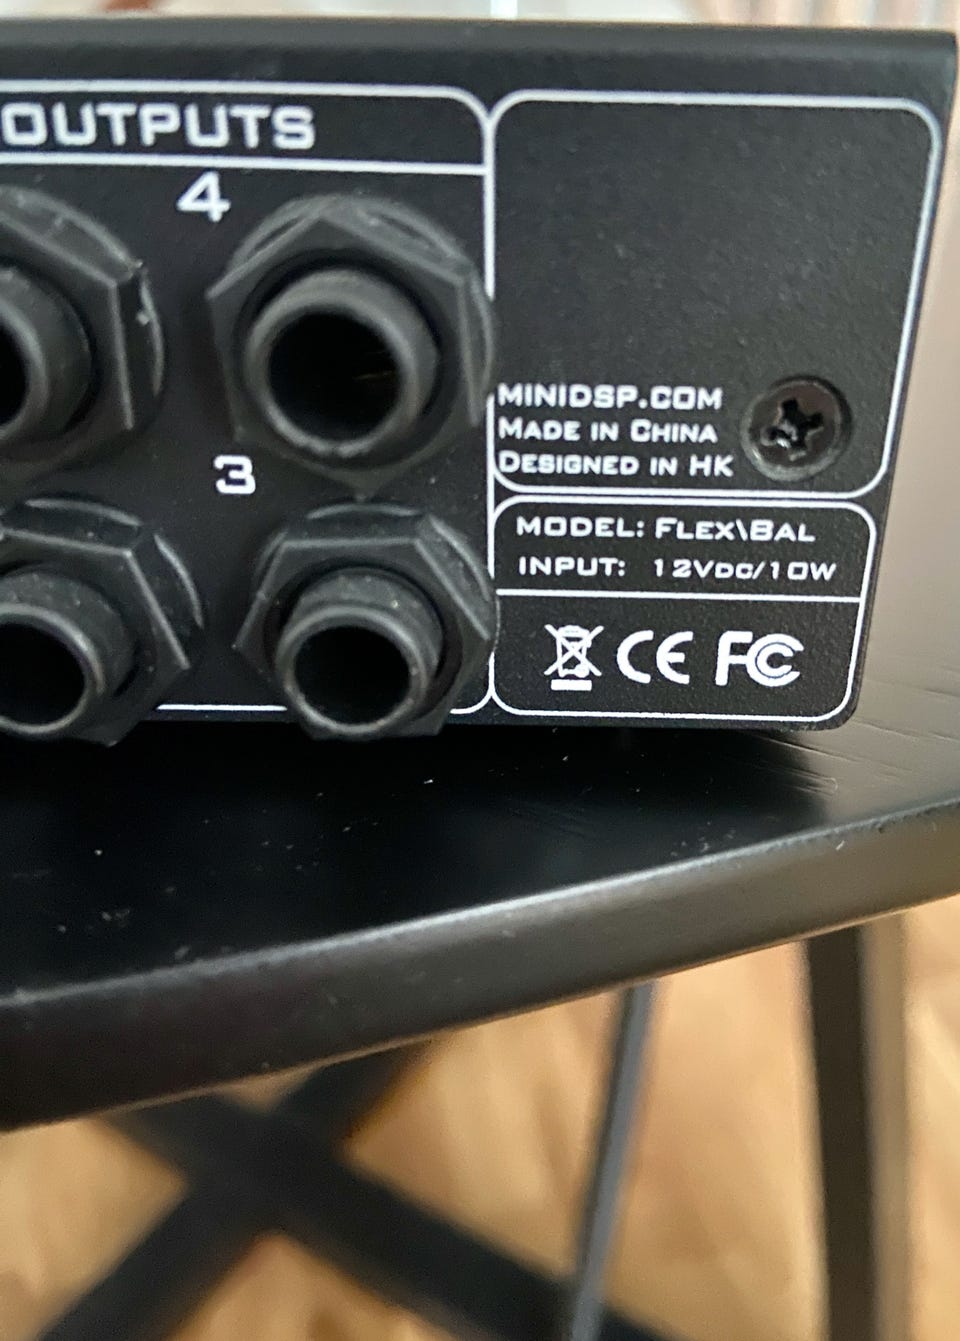 OUTPUTS
4
3
MINIDSP.COM
MADE IN CHINA
DESIGNED IN HK
MODEL: FLEX\BAL
INPUT: 12VDC/10W
CE FC